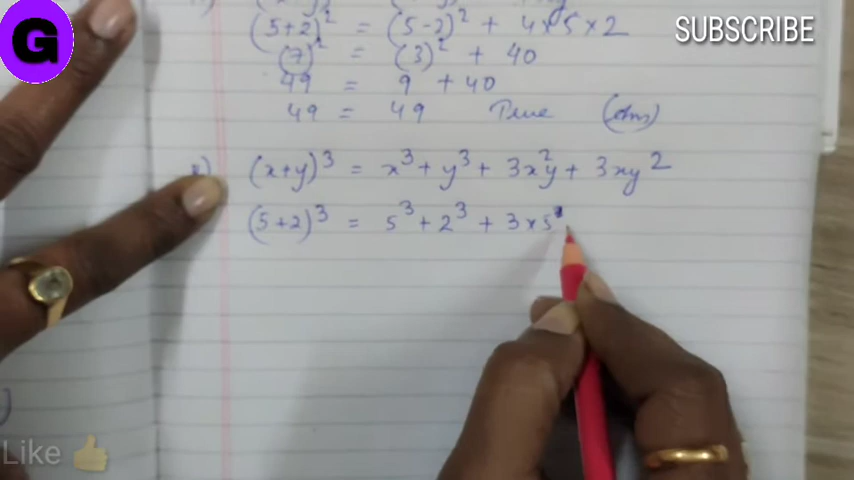 G
SUBSCRIBE
(5+2)² = (5-2)² + 4×5×2
(7)² = (3)² + 40
49 = 9 + 40
49 = 49 True (Ans)
(x+y)³ = x³ + y³ + 3x²y + 3xy²
(5+2)³ = 5³ + 2³ + 3×5
Like